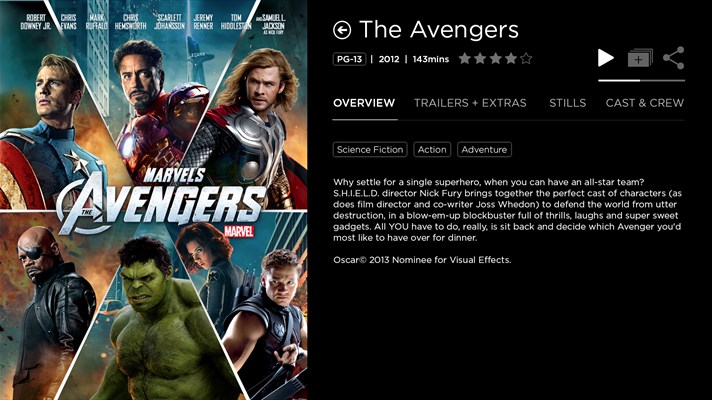 ROBERT DOWNEY JR.
CHRIS EVANS
MARK RUFFALO
CHRIS HEMSWORTH
SCARLETT JOHANSSON
JEREMY RENNER
TOM HIDDLESTON
AND SAMUEL L. JACKSON
AS NICK FURY
MARVEL'S
THE AVENGERS
MARVEL
The Avengers
PG-13 | 2012 | 143mins
OVERVIEW TRAILERS + EXTRAS STILLS CAST & CREW
Science Fiction Action Adventure
Why settle for a single superhero, when you can have an all-star team?
S.H.I.E.L.D. director Nick Fury brings together the perfect cast of characters (as
does film director and co-writer Joss Whedon) to defend the world from utter
destruction, in a blow-em-up blockbuster full of thrills, laughs and super sweet
gadgets. All YOU have to do, really, is sit back and decide which Avenger you'd
most like to have over for dinner.
Oscar© 2013 Nominee for Visual Effects.